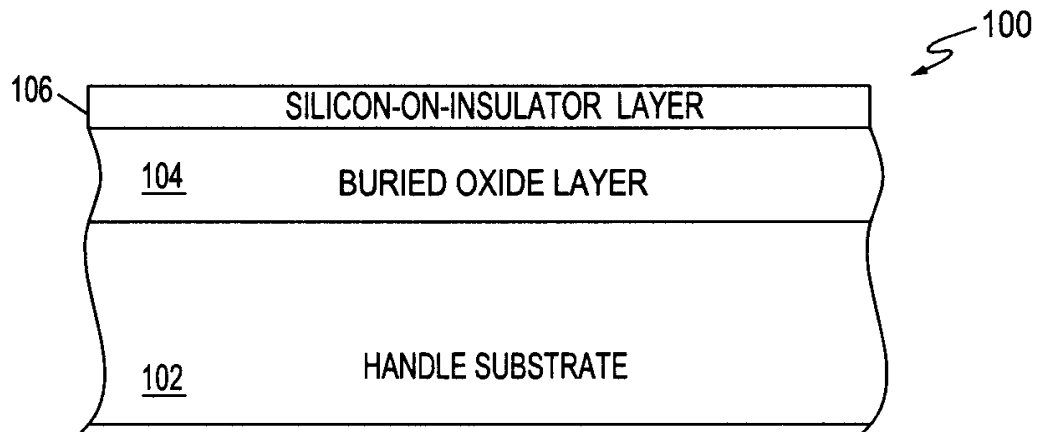 100
106
SILICON-ON-INSULATOR LAYER
104
BURIED OXIDE LAYER
HANDLE SUBSTRATE
102